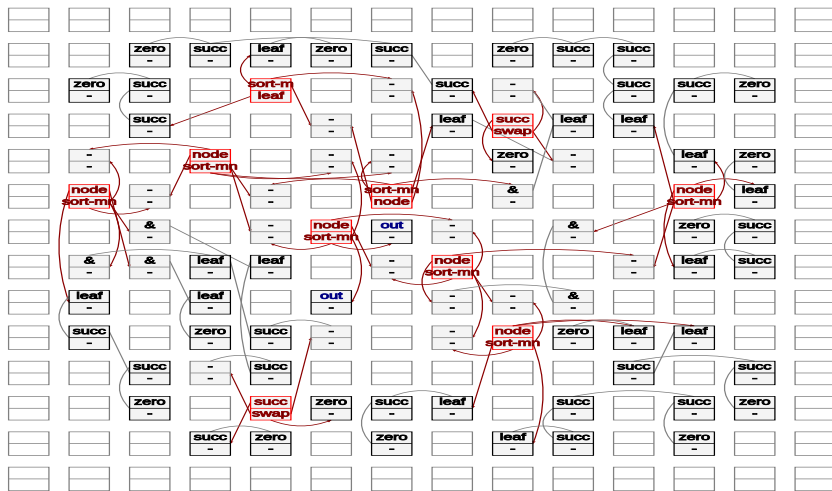 zero succ leaf zero succ zero succ succ
- - - - - - - -
zero succ sort-m - succ - succ succ zero
- - leaf - - - - - -
succ - leaf succ leaf leaf
- - - swap - -
- node - - zero - leaf zero
- sort-mn - - - - - -
node - - sort-mn & node leaf
sort-mn - - node - sort-mn -
& - node out - & zero succ
- - sort-mn - - - - -
& & leaf leaf - node - leaf succ
- - - - - sort-mn - - -
leaf leaf out - - &
- - - - - -
succ zero succ - - node zero leaf leaf
- - - - - sort-mn - - -
succ - succ succ succ
- - - - -
zero succ zero succ leaf succ succ succ
- swap - - - - - -
succ zero zero leaf succ zero
- - - - - -